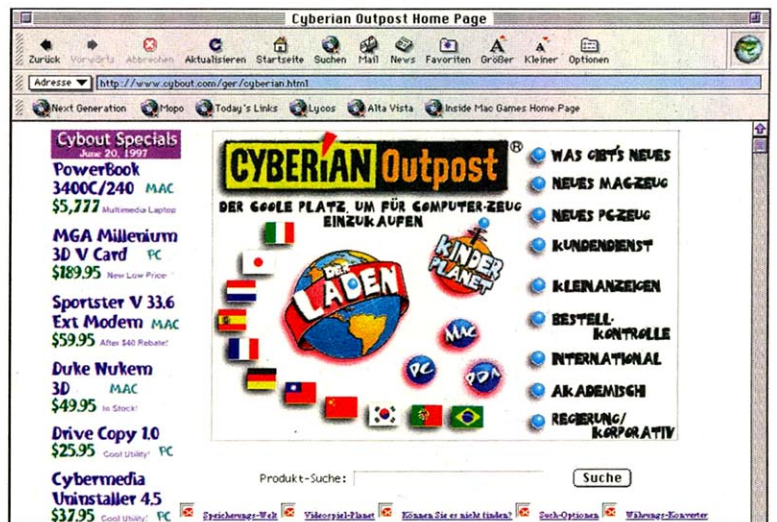 Cyberian Outpost Home Page
Zurück Vorwärts Abbrechen Aktualisieren Startseite Suchen Mail News Favoriten Größer Kleiner Optionen
Adresse http://www.cybout.com/ger/cyberian.html
Next Generation Mopo Today's Links Lycos Alta Vista Inside Mac Games Home Page
Cybout Specials
June 20, 1997
PowerBook
3400C/240 MAC
$5,777 Multimedia Laptop
MGA Millenium
3D V Card PC
$189.95 New Low Price
Sportster V 33.6
Ext Modem MAC
$59.95 After $40 Rebate!
Duke Nukem
3D MAC
$49.95 In Stock!
Drive Copy 1.0
$25.95 Cool Utility! PC
Cybermedia
Uninstaller 4.5
$37.95 Cool Utility! PC
CYBERIAN Outpost ®
DER COOLE PLATZ, UM FÜR COMPUTER-ZEUG
EINZUKAUFEN
DER LADEN
KINDER PLANET
MAC
PC
PDA
WAS GIBT'S NEUES
NEUES MAC-ZEUG
NEUES PC-ZEUG
KUNDENDIENST
KLEINANZEIGEN
BESTELL-
KONTROLLE
INTERNATIONAL
AKADEMISCH
REGIERUNG/
KORPORATIV
Produkt-Suche: Suche
Speicherungs-Welt Videospiel-Planet Können Sie es nicht finden? Such-Optionen Währungs-Konverter